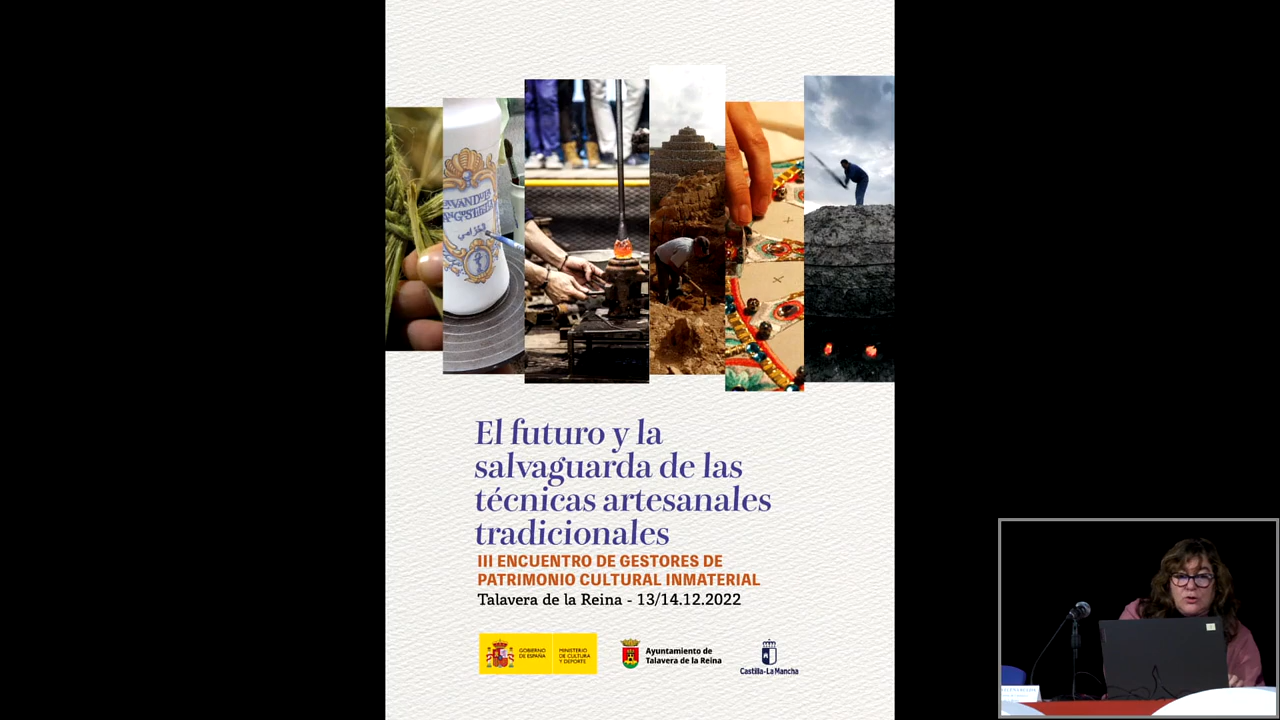 El futuro y la
salvaguarda de las
técnicas artesanales
tradicionales
III ENCUENTRO DE GESTORES DE
PATRIMONIO CULTURAL INMATERIAL
Talavera de la Reina - 13/14.12.2022
GOBIERNO
DE ESPAÑA
MINISTERIO
DE CULTURA
Y DEPORTE
Ayuntamiento de
Talavera de la Reina
Castilla-La Mancha